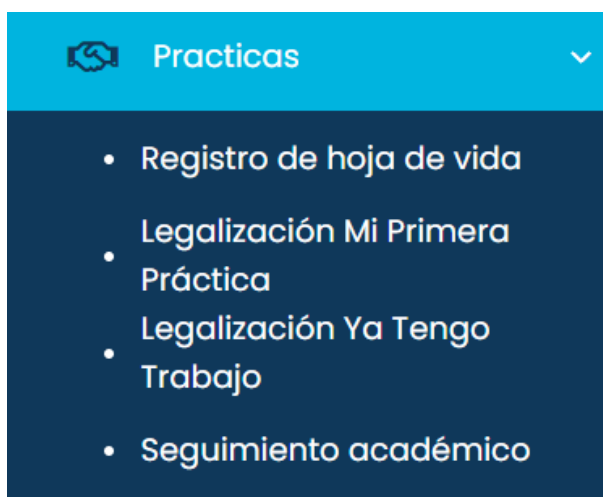 Practicas
Registro de hoja de vida
Legalización Mi Primera
Práctica
Legalización Ya Tengo
Trabajo
Seguimiento académico